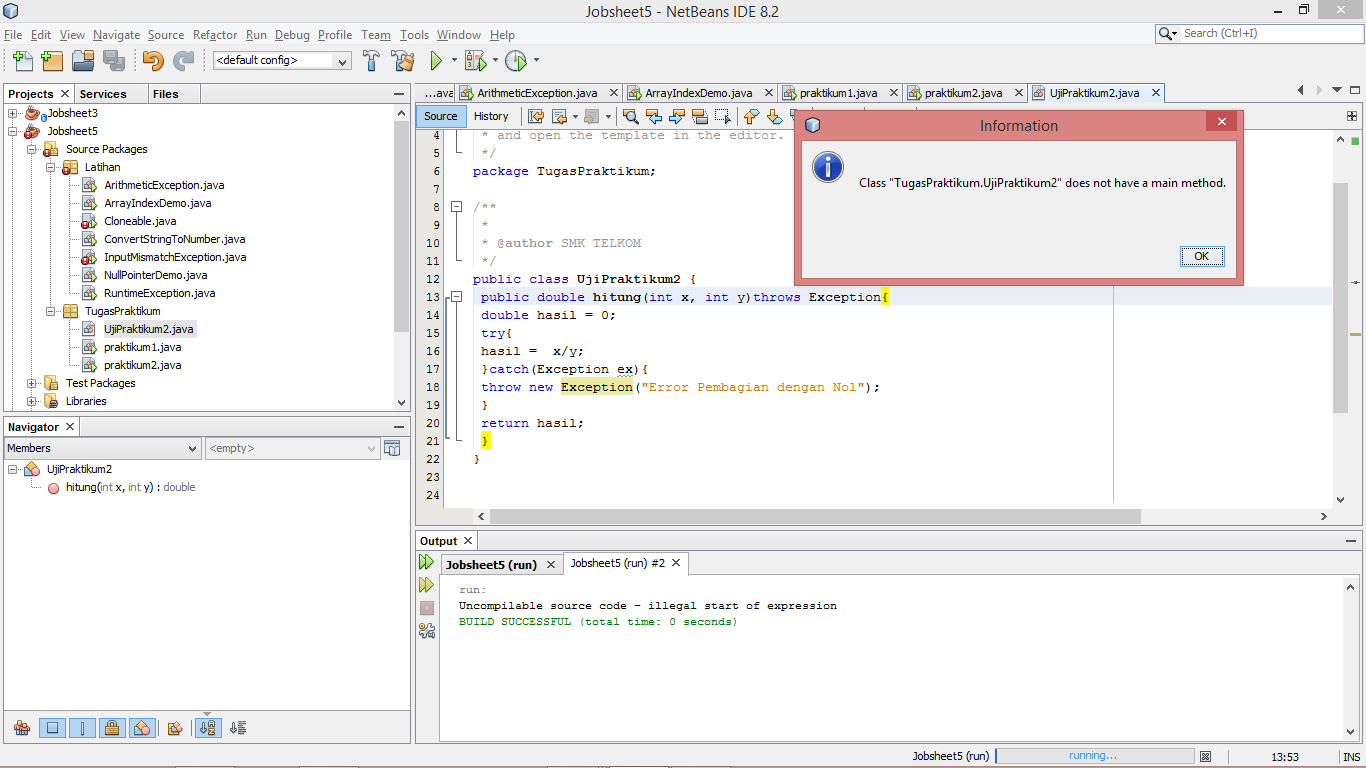 Jobsheet5 - NetBeans IDE 8.2
File Edit View Navigate Source Refactor Run Debug Profile Team Tools Window Help
Search (Ctrl+I)
<default config>
Projects Services Files
Jobsheet3
Jobsheet5
Source Packages
Latihan
ArithmeticException.java
ArrayIndexDemo.java
Cloneable.java
ConvertStringToNumber.java
InputMismatchException.java
NullPointerDemo.java
RuntimeException.java
TugasPraktikum
UjiPraktikum2.java
praktikum1.java
praktikum2.java
Test Packages
Libraries
Navigator
Members <empty>
UjiPraktikum2
hitung(int x, int y) : double
...ava ArithmeticException.java ArrayIndexDemo.java praktikum1.java praktikum2.java UjiPraktikum2.java
Source History
4 * and open the template in the editor.
5 */
6 package TugasPraktikum;
7
8 /**
9 *
10 * @author SMK TELKOM
11 */
12 public class UjiPraktikum2 {
13 public double hitung(int x, int y)throws Exception{
14 double hasil = 0;
15 try{
16 hasil = x/y;
17 }catch(Exception ex){
18 throw new Exception("Error Pembagian dengan Nol");
19 }
20 return hasil;
21 }
22 }
23
24
Information
Class "TugasPraktikum.UjiPraktikum2" does not have a main method.
OK
Output
Jobsheet5 (run) Jobsheet5 (run) #2
run:
Uncompilable source code - illegal start of expression
BUILD SUCCESSFUL (total time: 0 seconds)
Jobsheet5 (run) running... 13:53 INS